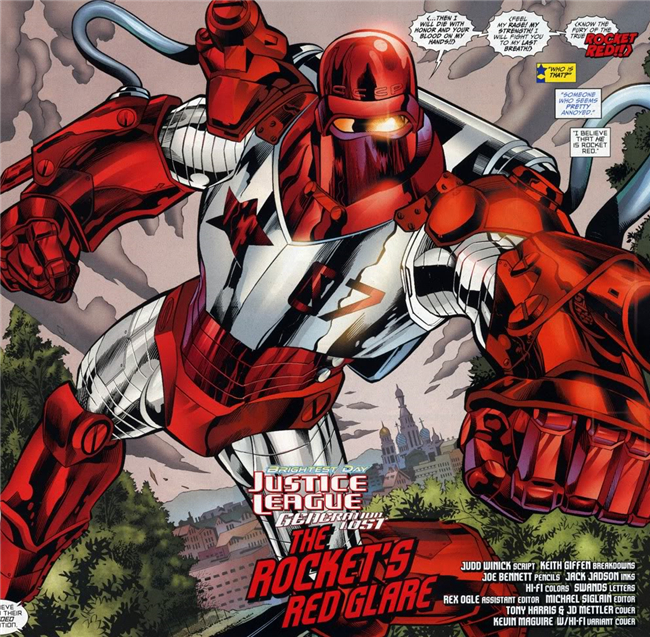 <...THEN I
WILL DIE WITH
HONOR AND YOUR
BLOOD ON MY
HANDS!!>
<FEEL
MY RAGE! MY
STRENGTH! I
WILL FIGHT YOU
TO MY LAST
BREATH!>
<KNOW THE
FURY OF THE
TRUE ROCKET
RED!!>
"WHO IS
THAT?"
"SOMEONE
WHO SEEMS
PRETTY
ANNOYED."
"I BELIEVE
THAT HE
IS ROCKET
RED."
СССР
07
BRIGHTEST DAY
JUSTICE
LEAGUE
GENERATION
LOST
THE
ROCKET'S
RED GLARE
JUDD WINICK SCRIPT KEITH GIFFEN BREAKDOWNS
JOE BENNETT PENCILS JACK JADSON INKS
HI-FI COLORS SWANDS LETTERS
REX OGLE ASSISTANT EDITOR MICHAEL SIGLAIN EDITOR
TONY HARRIS & JD METTLER COVER
KEVIN MAGUIRE W/HI-FI VARIANT COVER
THEIR